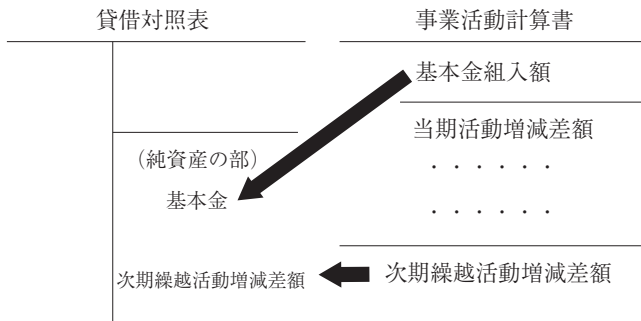 貸借対照表
事業活動計算書
基本金組入額
当期活動増減差額
・・・・・・
・・・・・・
(純資産の部)
基本金
次期繰越活動増減差額
次期繰越活動増減差額